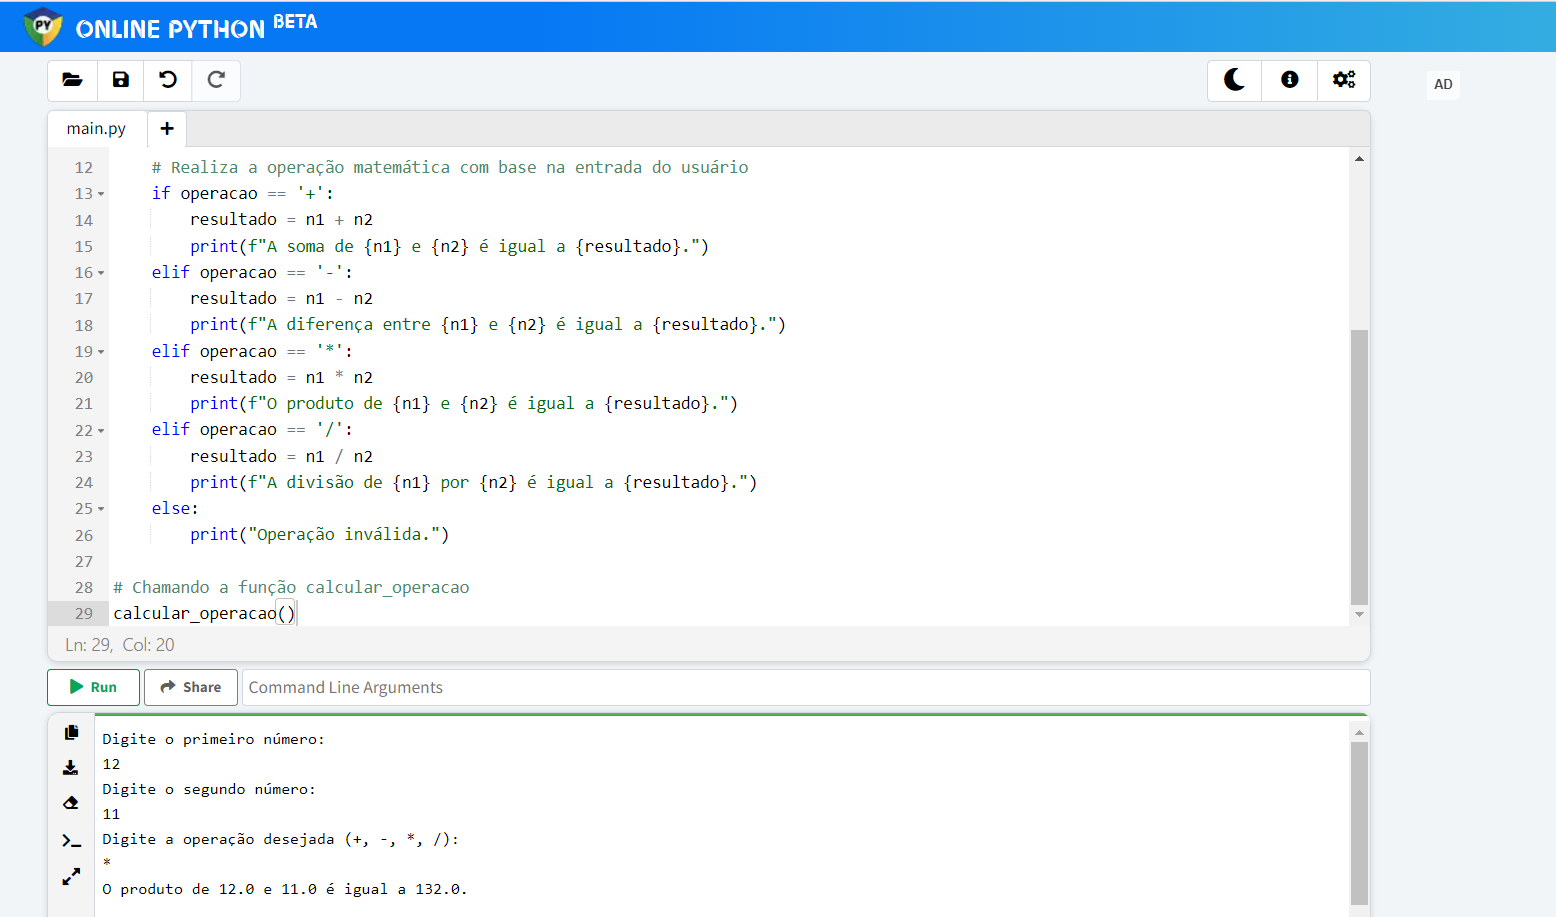 ONLINE PYTHON BETA
AD
main.py
12     # Realiza a operação matemática com base na entrada do usuário
13     if operacao == '+':
14         resultado = n1 + n2
15         print(f"A soma de {n1} e {n2} é igual a {resultado}.")
16     elif operacao == '-':
17         resultado = n1 - n2
18         print(f"A diferença entre {n1} e {n2} é igual a {resultado}.")
19     elif operacao == '*':
20         resultado = n1 * n2
21         print(f"O produto de {n1} e {n2} é igual a {resultado}.")
22     elif operacao == '/':
23         resultado = n1 / n2
24         print(f"A divisão de {n1} por {n2} é igual a {resultado}.")
25     else:
26         print("Operação inválida.")
27
28 # Chamando a função calcular_operacao
29 calcular_operacao()
Ln: 29, Col: 20
Run Share Command Line Arguments
Digite o primeiro número:
12
Digite o segundo número:
11
Digite a operação desejada (+, -, *, /):
*
O produto de 12.0 e 11.0 é igual a 132.0.